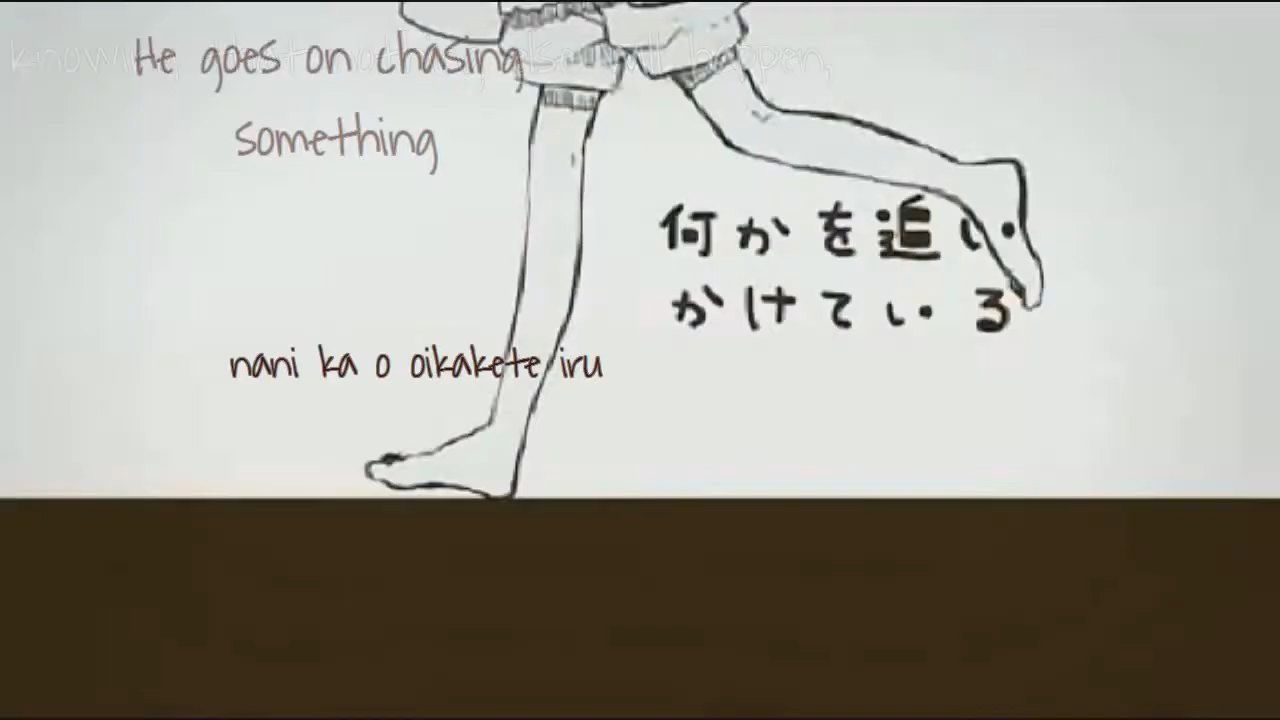 He goes on chasing
something
何かを追い
かけている
nani ka o oikakete iru